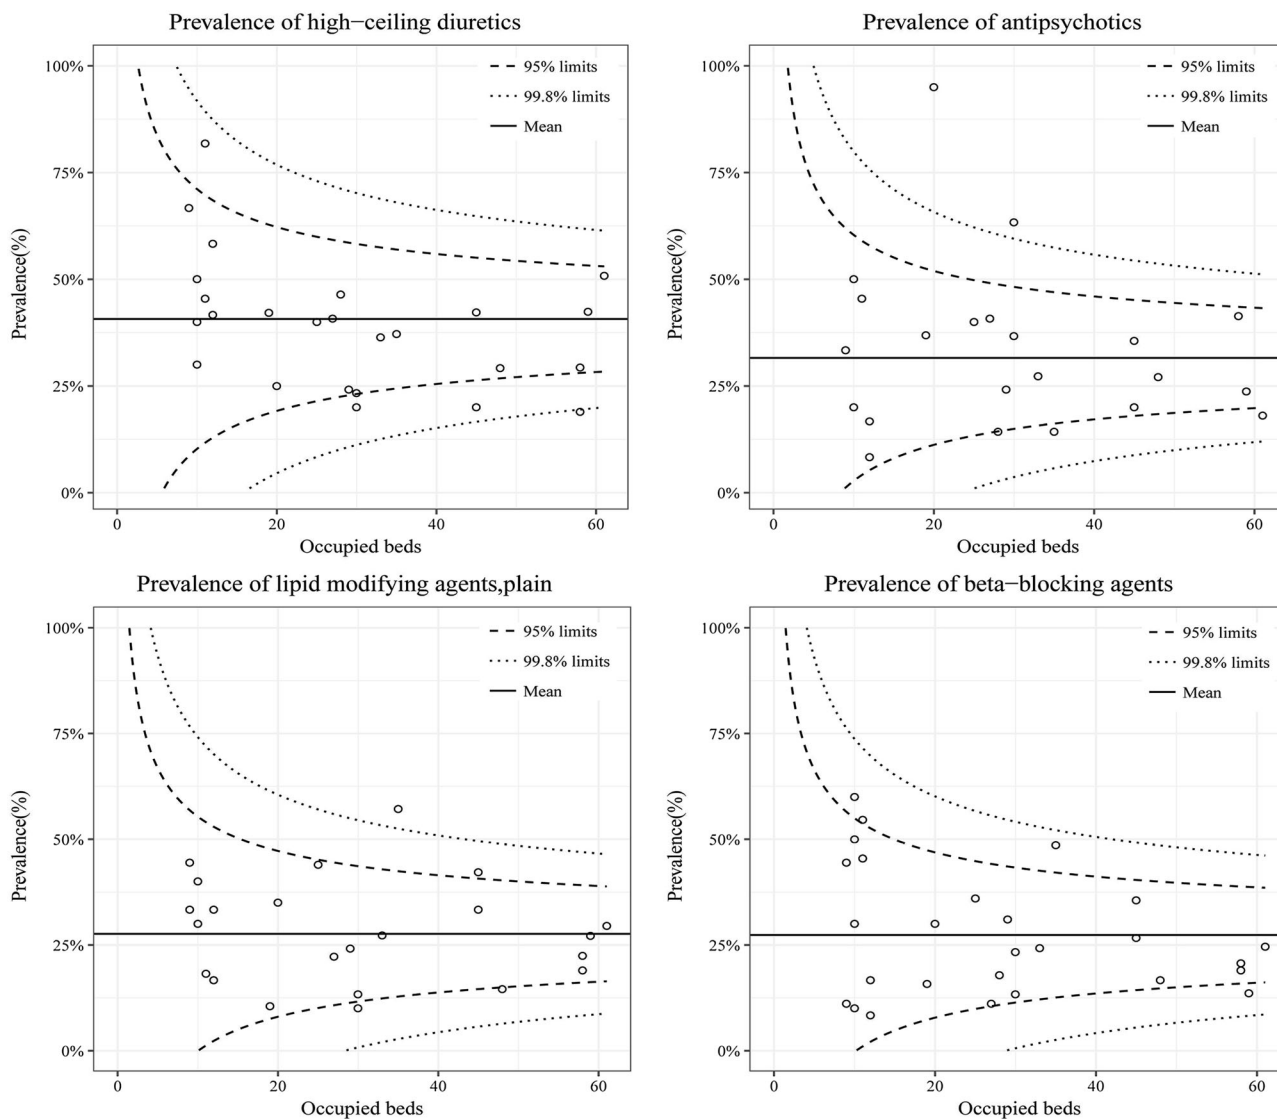 Prevalence of high−ceiling diuretics
100%
75%
50%
25%
0%
Prevalence(%)
95% limits
99.8% limits
Mean
0 20 40 60
Occupied beds
Prevalence of antipsychotics
100%
75%
50%
25%
0%
Prevalence(%)
95% limits
99.8% limits
Mean
0 20 40 60
Occupied beds
Prevalence of lipid modifying agents,plain
100%
75%
50%
25%
0%
Prevalence(%)
95% limits
99.8% limits
Mean
0 20 40 60
Occupied beds
Prevalence of beta−blocking agents
100%
75%
50%
25%
0%
Prevalence(%)
95% limits
99.8% limits
Mean
0 20 40 60
Occupied beds